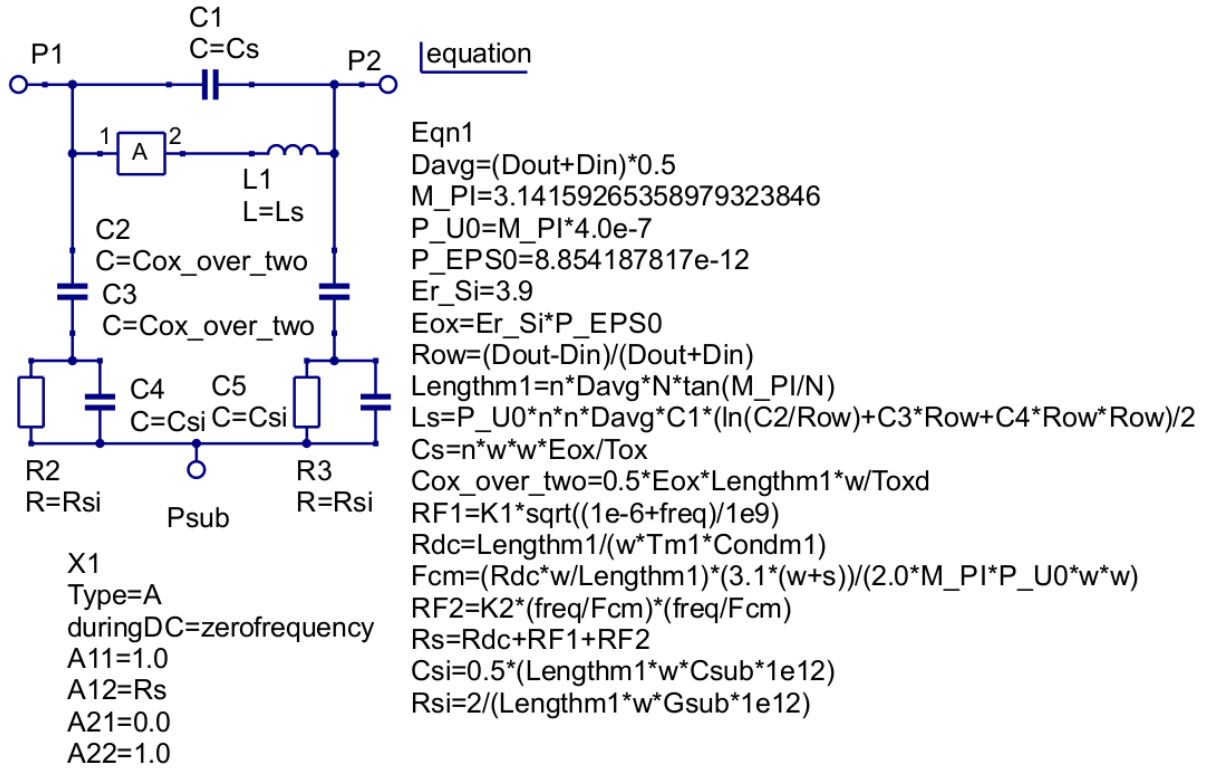 C1
C=Cs
P1
P2
equation
1
A
2
L1
L=Ls
C2
C=Cox_over_two
C3
C=Cox_over_two
C4
C=Csi
C5
C=Csi
R2
R=Rsi
Psub
R3
R=Rsi
X1
Type=A
duringDC=zerofrequency
A11=1.0
A12=Rs
A21=0.0
A22=1.0
Eqn1
Davg=(Dout+Din)*0.5
M_PI=3.14159265358979323846
P_U0=M_PI*4.0e-7
P_EPS0=8.854187817e-12
Er_Si=3.9
Eox=Er_Si*P_EPS0
Row=(Dout-Din)/(Dout+Din)
Lengthm1=n*Davg*N*tan(M_PI/N)
Ls=P_U0*n*n*Davg*C1*(ln(C2/Row)+C3*Row+C4*Row*Row)/2
Cs=n*w*w*Eox/Tox
Cox_over_two=0.5*Eox*Lengthm1*w/Toxd
RF1=K1*sqrt((1e-6+freq)/1e9)
Rdc=Lengthm1/(w*Tm1*Condm1)
Fcm=(Rdc*w/Lengthm1)*(3.1*(w+s))/(2.0*M_PI*P_U0*w*w)
RF2=K2*(freq/Fcm)*(freq/Fcm)
Rs=Rdc+RF1+RF2
Csi=0.5*(Lengthm1*w*Csub*1e12)
Rsi=2/(Lengthm1*w*Gsub*1e12)